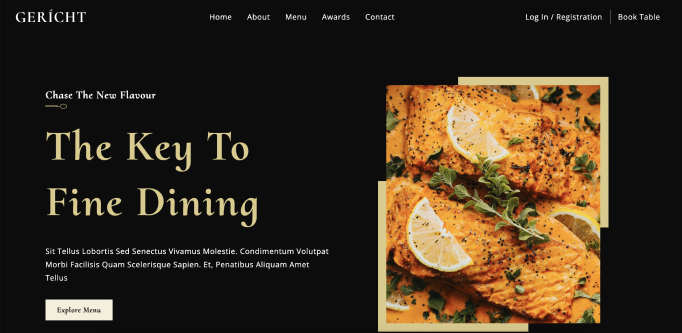 GERÍCHT
Home About Menu Awards Contact
Log In / Registration Book Table
Chase The New Flavour
The Key To
Fine Dining
Sit Tellus Lobortis Sed Senectus Vivamus Molestie. Condimentum Volutpat
Morbi Facilisis Quam Scelerisque Sapien. Et, Penatibus Aliquam Amet
Tellus
Explore Menu